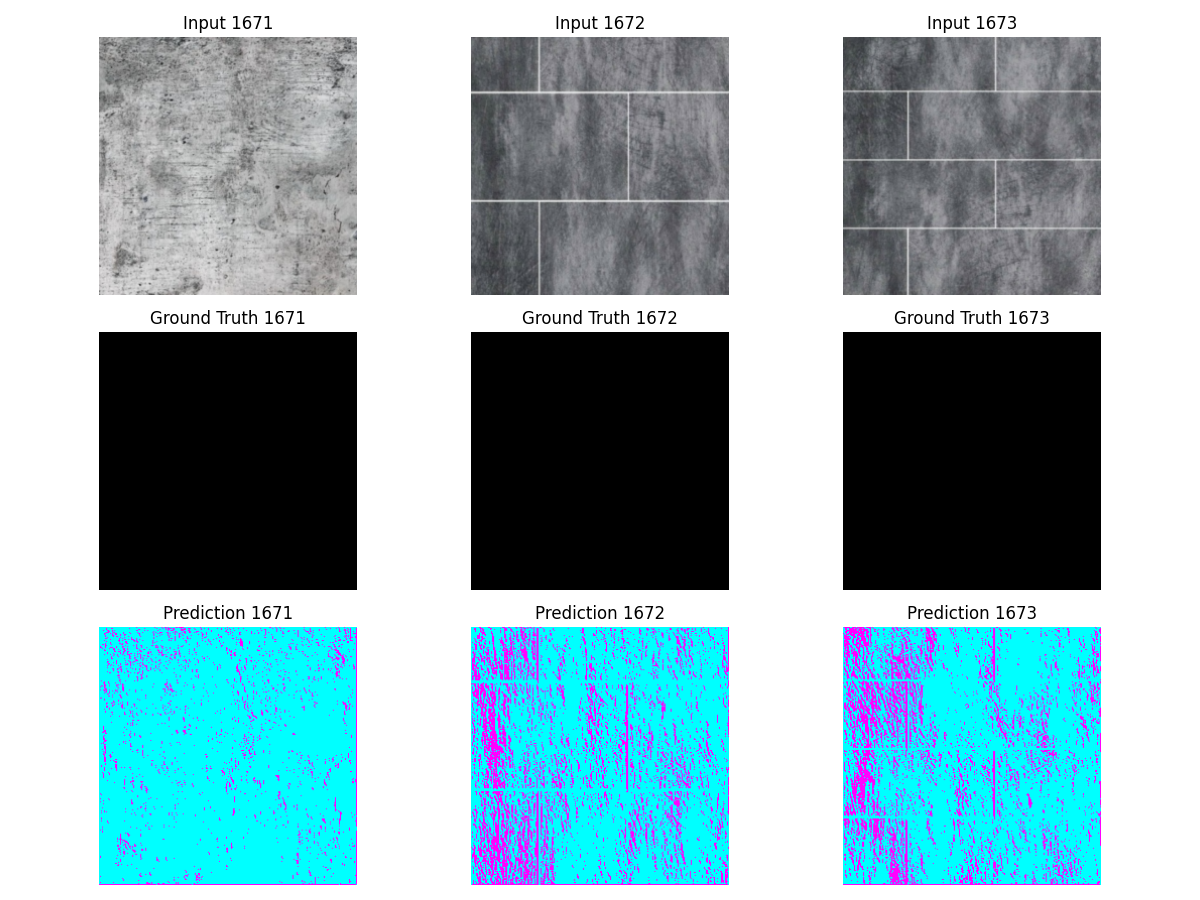 Input 1671
Input 1672
Input 1673
Ground Truth 1671
Ground Truth 1672
Ground Truth 1673
Prediction 1671
Prediction 1672
Prediction 1673